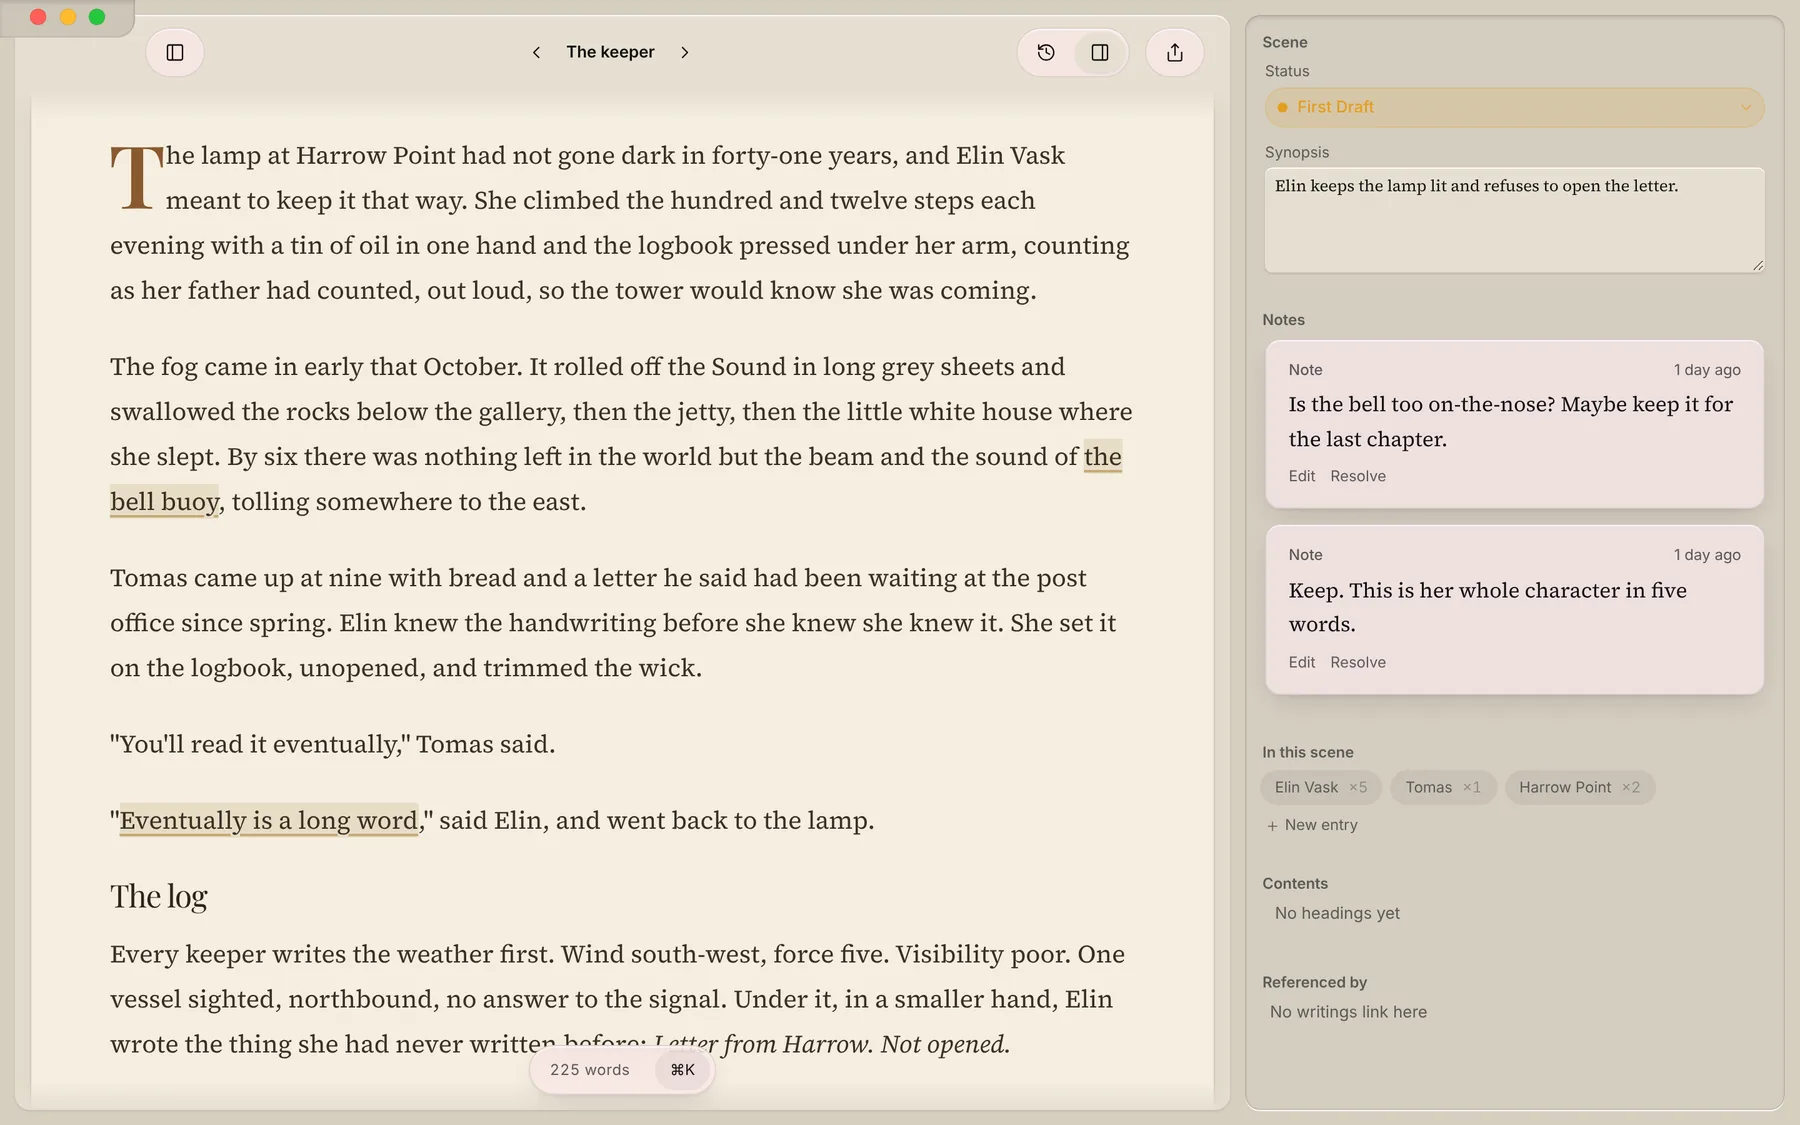 The keeper
The lamp at Harrow Point had not gone dark in forty-one years, and Elin Vask
meant to keep it that way. She climbed the hundred and twelve steps each
evening with a tin of oil in one hand and the logbook pressed under her arm, counting
as her father had counted, out loud, so the tower would know she was coming.
The fog came in early that October. It rolled off the Sound in long grey sheets and
swallowed the rocks below the gallery, then the jetty, then the little white house where
she slept. By six there was nothing left in the world but the beam and the sound of the
bell buoy, tolling somewhere to the east.
Tomas came up at nine with bread and a letter he said had been waiting at the post
office since spring. Elin knew the handwriting before she knew she knew it. She set it
on the logbook, unopened, and trimmed the wick.
"You'll read it eventually," Tomas said.
"Eventually is a long word," said Elin, and went back to the lamp.
The log
Every keeper writes the weather first. Wind south-west, force five. Visibility poor. One
vessel sighted, northbound, no answer to the signal. Under it, in a smaller hand, Elin
wrote the thing she had never written before: Letter from Harrow. Not opened.
225 words ⌘K
Scene
Status
First Draft
Synopsis
Elin keeps the lamp lit and refuses to open the letter.
Notes
Note 1 day ago
Is the bell too on-the-nose? Maybe keep it for
the last chapter.
Edit Resolve
Note 1 day ago
Keep. This is her whole character in five
words.
Edit Resolve
In this scene
Elin Vask ×5 Tomas ×1 Harrow Point ×2
+ New entry
Contents
No headings yet
Referenced by
No writings link here